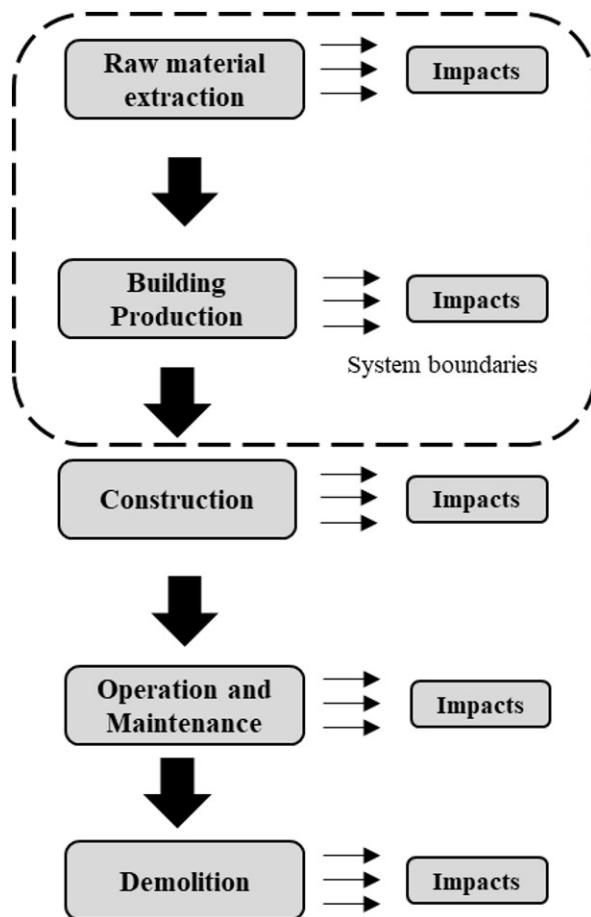 Raw material
extraction
Impacts
Building
Production
Impacts
System boundaries
Construction
Impacts
Operation and
Maintenance
Impacts
Demolition
Impacts